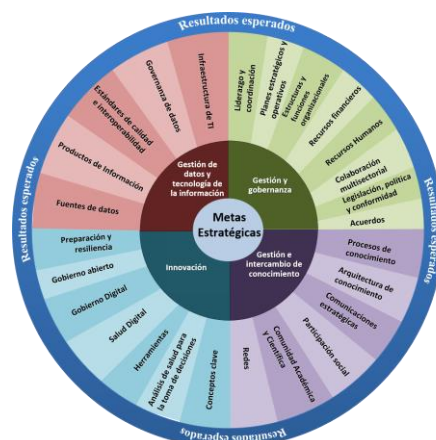 Resultados esperados
Resultados esperados
Resultados esperados
Resultados esperados
Metas
Estratégicas
Gestión de
datos y
tecnología de
la información
Fuentes de datos
Productos de Información
Estándares de calidad
e interoperabilidad
Governanza de datos
Infraestructura de TI
Gestión y
gobernanza
Liderazgo y
coordinación
Planes estratégicos y
operativos
Estructuras y
funciones
organizacionales
Recursos financieros
Recursos Humanos
Colaboración
multisectorial
Legislación, política
y conformidad
Acuerdos
Gestión e
intercambio de
conocimiento
Procesos de
conocimiento
Arquitectura de
conocimiento
Comunicaciones
estratégicas
Participación social
Comunidad Académica
y Científica
Redes
Innovación
Conceptos clave
Análisis de salud para
la toma de decisiones
Herramientas
Salud Digital
Gobierno Digital
Gobierno abierto
Preparación y
resiliencia